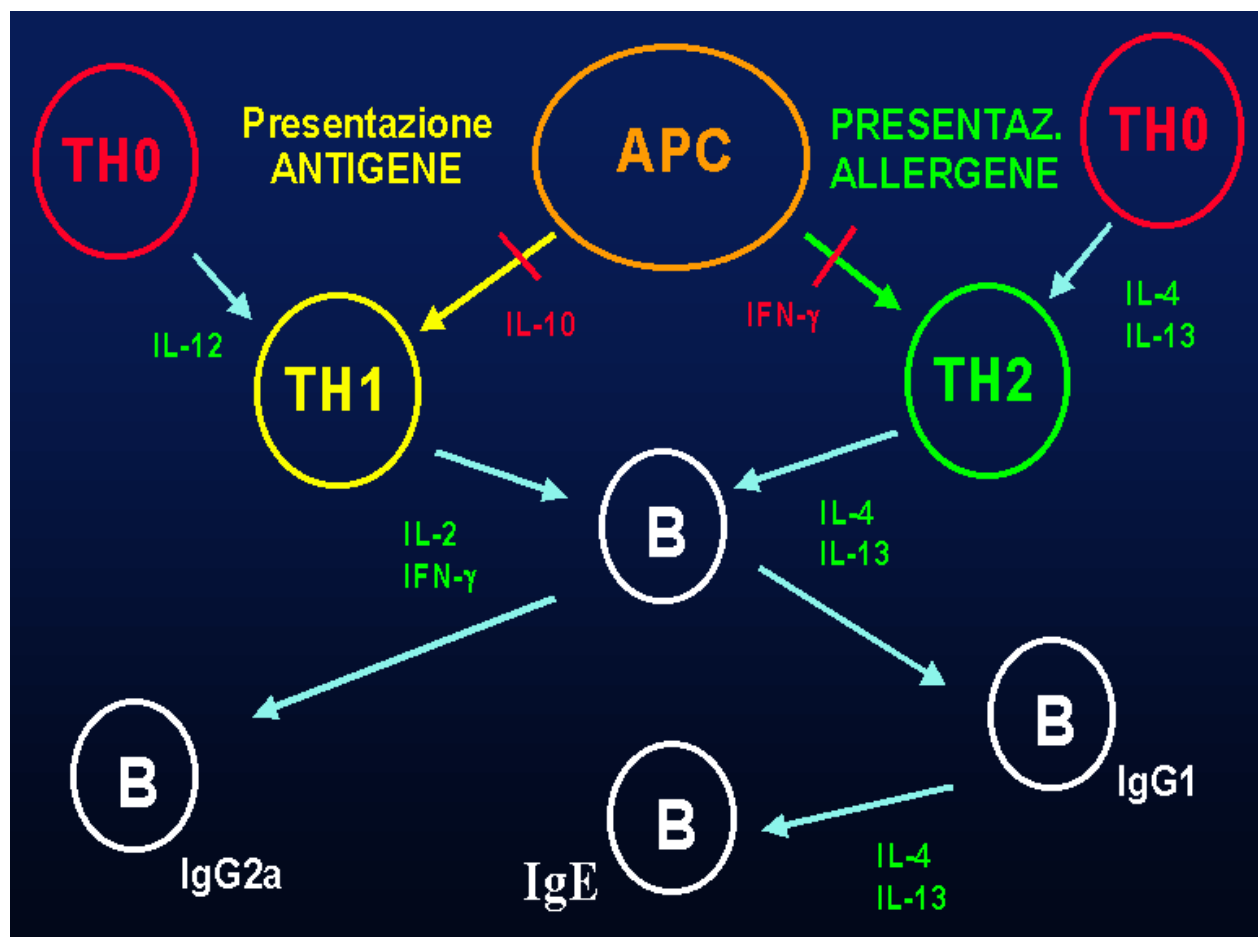 TH0
Presentazione
ANTIGENE
APC
PRESENTAZ.
ALLERGENE
TH0
IL-12
IL-10
IFN-γ
IL-4
IL-13
TH1
TH2
IL-2
IFN-γ
B
IL-4
IL-13
B
IgG2a
B
IgE
B
IgG1
IL-4
IL-13